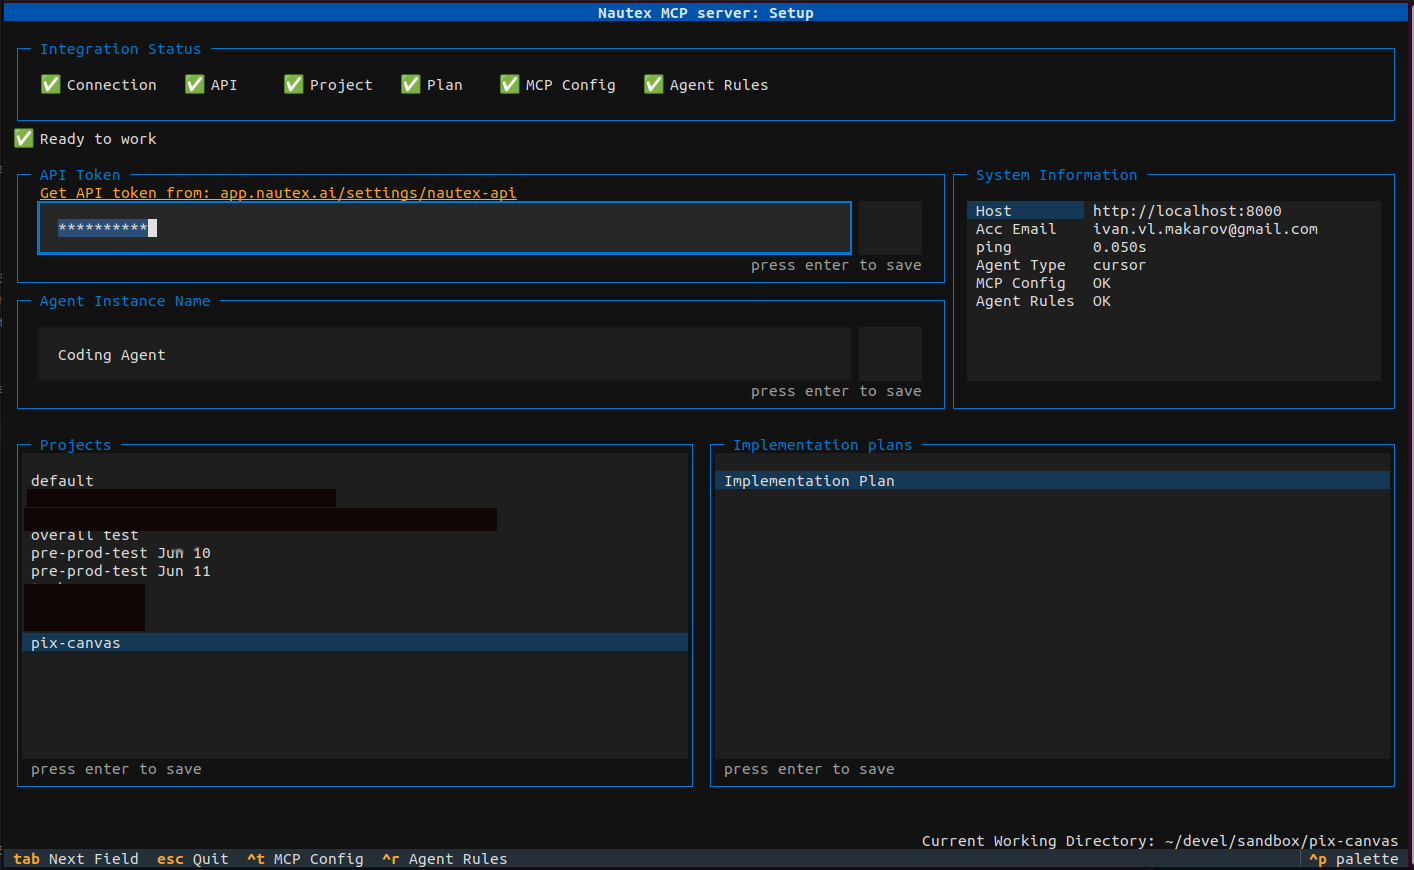 Nautex MCP server: Setup
Integration Status
✅ Connection ✅ API ✅ Project ✅ Plan ✅ MCP Config ✅ Agent Rules
✅ Ready to work
API Token
Get API token from: app.nautex.ai/settings/nautex-api
**********
press enter to save
System Information
Host http://localhost:8000
Acc Email ivan.vl.makarov@gmail.com
ping 0.050s
Agent Type cursor
MCP Config OK
Agent Rules OK
Agent Instance Name
Coding Agent
press enter to save
Projects
default
overall test
pre-prod-test Jun 10
pre-prod-test Jun 11
pix-canvas
press enter to save
Implementation plans
Implementation Plan
press enter to save
Current Working Directory: ~/devel/sandbox/pix-canvas
tab Next Field esc Quit ^t MCP Config ^r Agent Rules ^p palette